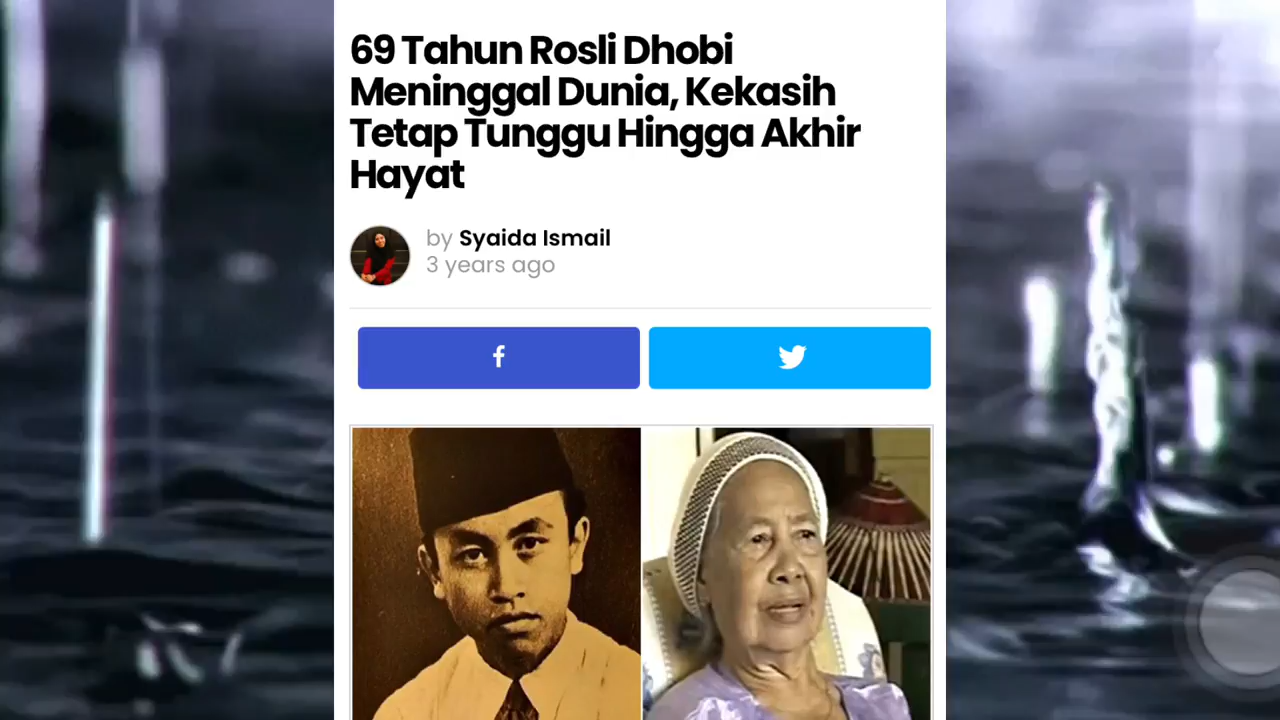 69 Tahun Rosli Dhobi
Meninggal Dunia, Kekasih
Tetap Tunggu Hingga Akhir
Hayat
by Syaida Ismail
3 years ago